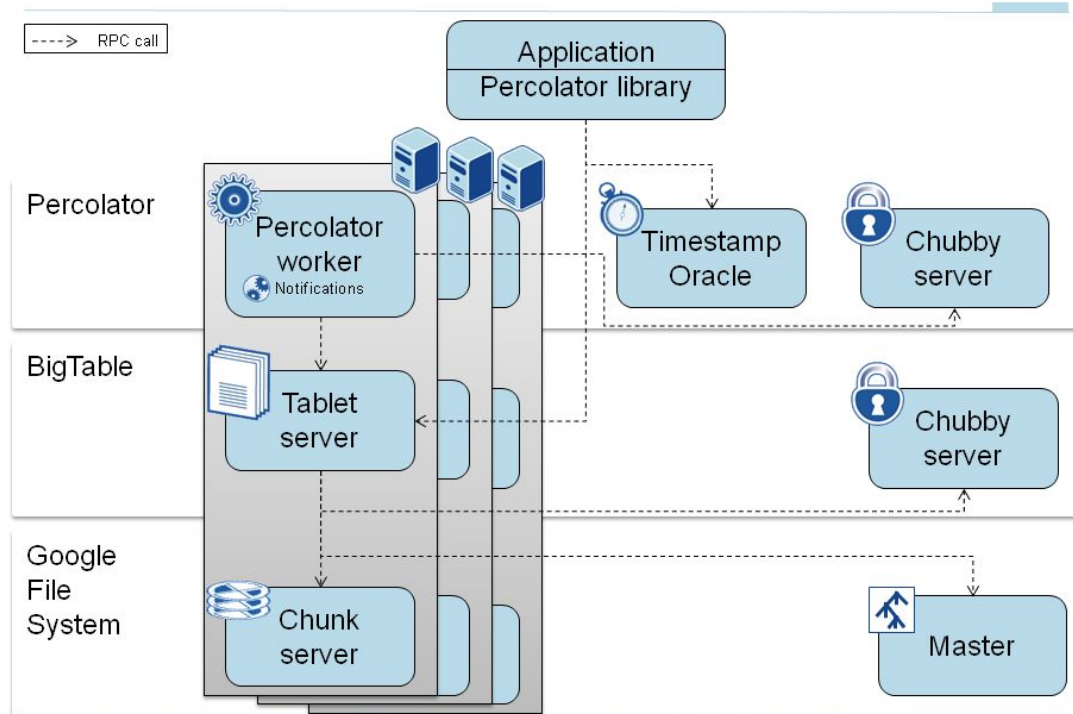 RPC call
Application
Percolator library
Percolator
Percolator
worker
Notifications
Timestamp
Oracle
Chubby
server
BigTable
Tablet
server
Chubby
server
Google
File
System
Chunk
server
Master